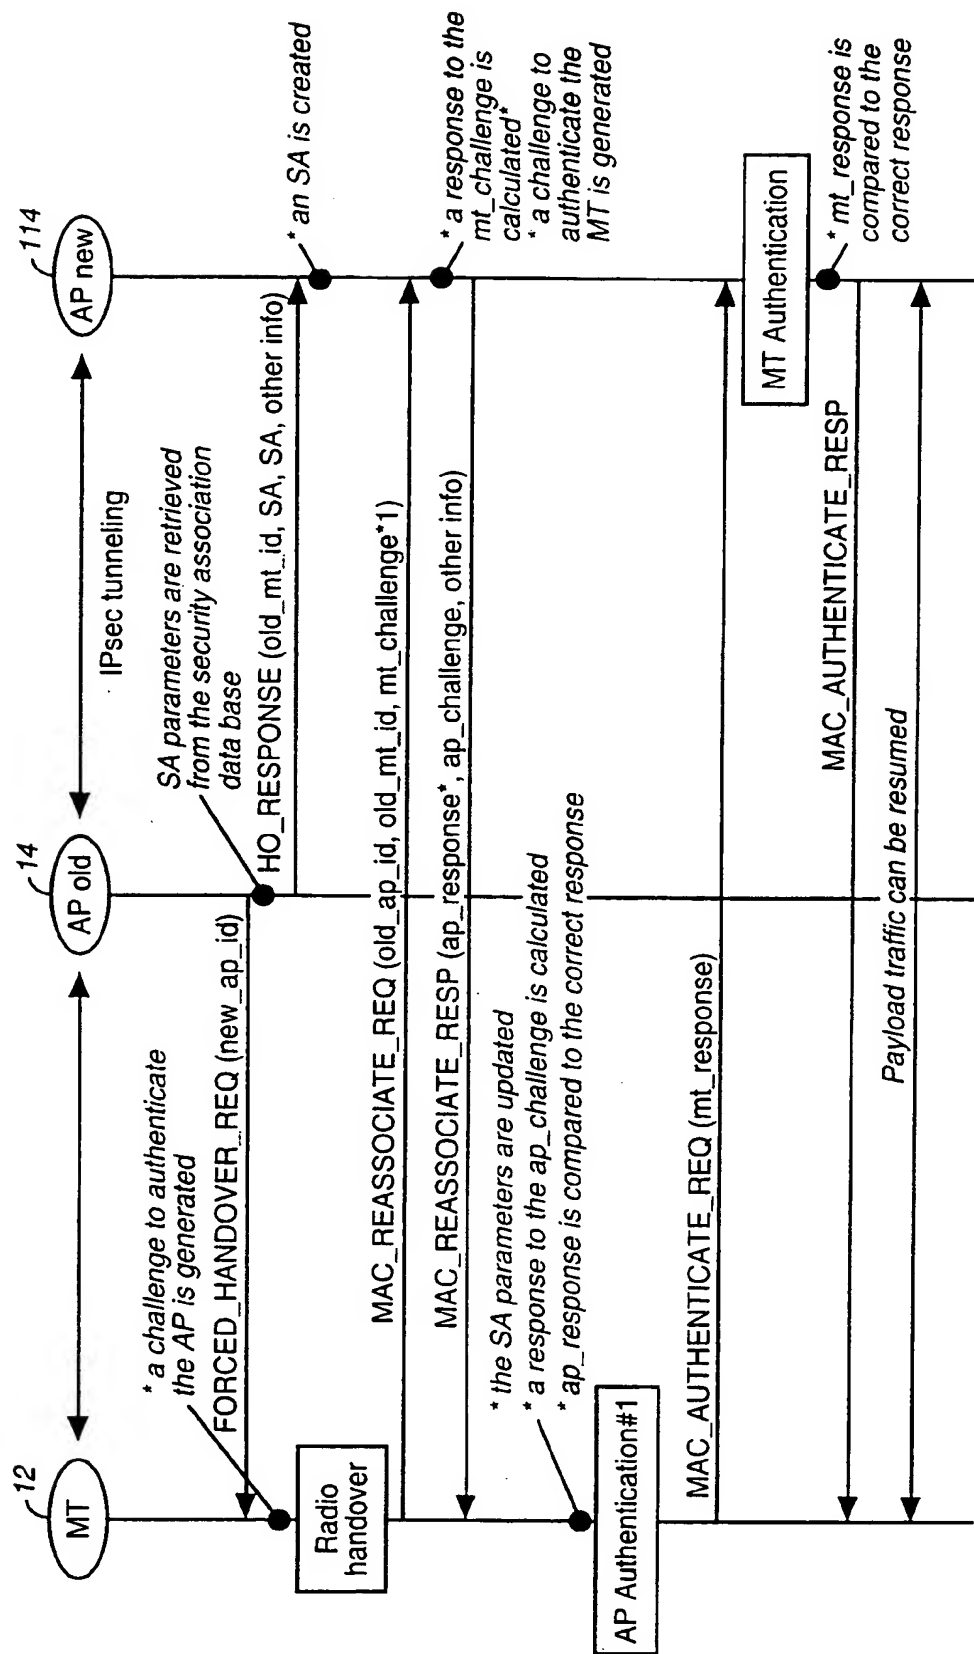 12
MT
14
AP old
114
AP new
IPsec tunneling
* a challenge to authenticate
the AP is generated
FORCED_HANDOVER_REQ (new_ap_id)
SA parameters are retrieved
from the security association
data base
HO_RESPONSE (old_mt_id, SA, SA, other info)
* an SA is created
Radio
handover
MAC_REASSOCIATE_REQ (old_ap_id, old_mt_id, mt_challenge*1)
* a response to the
mt_challenge is
calculated*
* a challenge to
authenticate the
MT is generated
MAC_REASSOCIATE_RESP (ap_response*, ap_challenge, other info)
* the SA parameters are updated
* a response to the ap_challenge is calculated
* ap_response is compared to the correct response
AP Authentication#1
MAC_AUTHENTICATE_REQ (mt_response)
MT Authentication
* mt_response is
compared to the
correct response
MAC_AUTHENTICATE_RESP
Payload traffic can be resumed